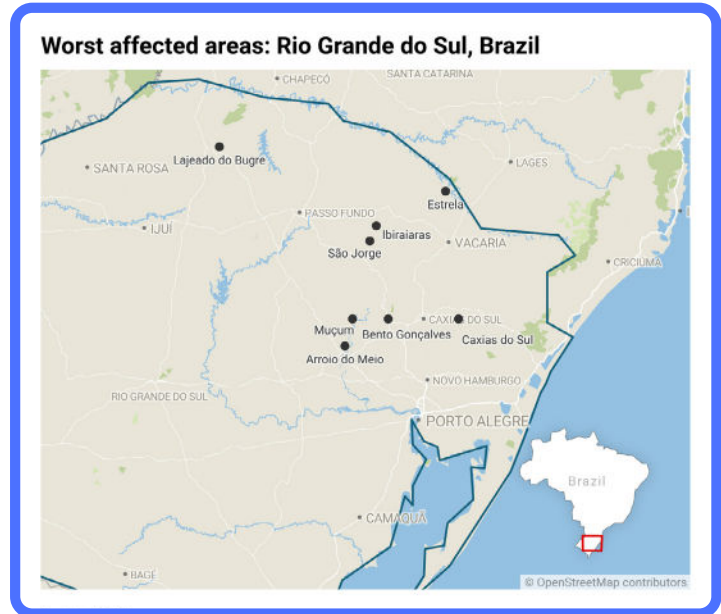 Worst affected areas: Rio Grande do Sul, Brazil
SANTA CATARINA
CHAPECÓ
Lajeado do Bugre
SANTA ROSA
LAGES
Estrela
PASSO FUNDO
IJUÍ
Ibiraiaras
São Jorge
VACARIA
CRICIÚMA
Muçum
Bento Gonçalves
CAXIAS DO SUL
Caxias do Sul
Arroio do Meio
NOVO HAMBURGO
RIO GRANDE DO SUL
PORTO ALEGRE
Brazil
CAMAQUÃ
BAGÉ
© OpenStreetMap contributors